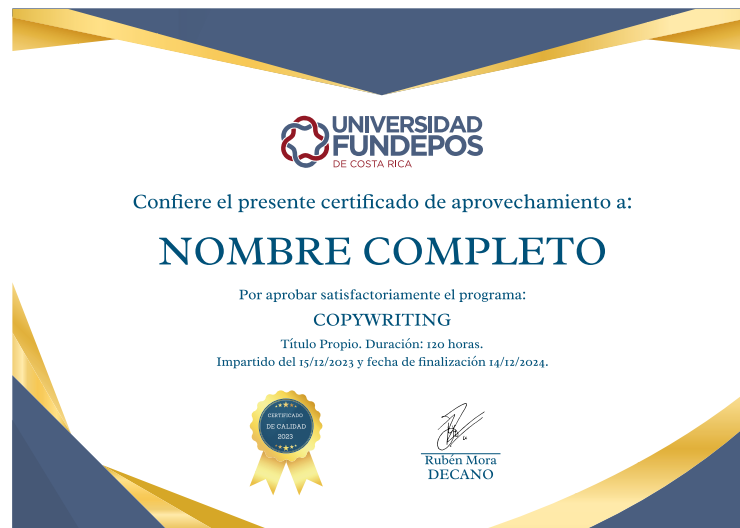 UNIVERSIDAD
FUNDEPOS
DE COSTA RICA
Confiere el presente certificado de aprovechamiento a:
NOMBRE COMPLETO
Por aprobar satisfactoriamente el programa:
COPYWRITING
Título Propio. Duración: 120 horas.
Impartido del 15/12/2023 y fecha de finalización 14/12/2024.
CERTIFICADO
DE CALIDAD
2023
Rubén Mora
DECANO